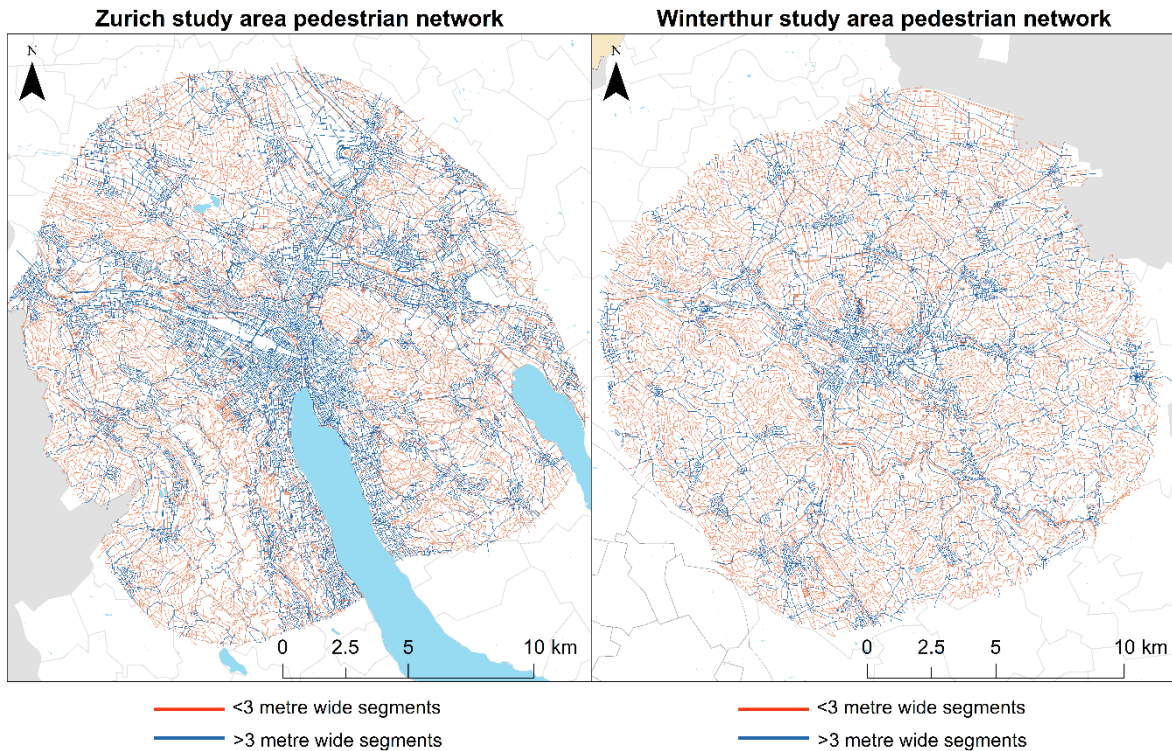 Zurich study area pedestrian network
Winterthur study area pedestrian network
N
N
0 2.5 5 10 km
0 2.5 5 10 km
<3 metre wide segments
>3 metre wide segments
<3 metre wide segments
>3 metre wide segments